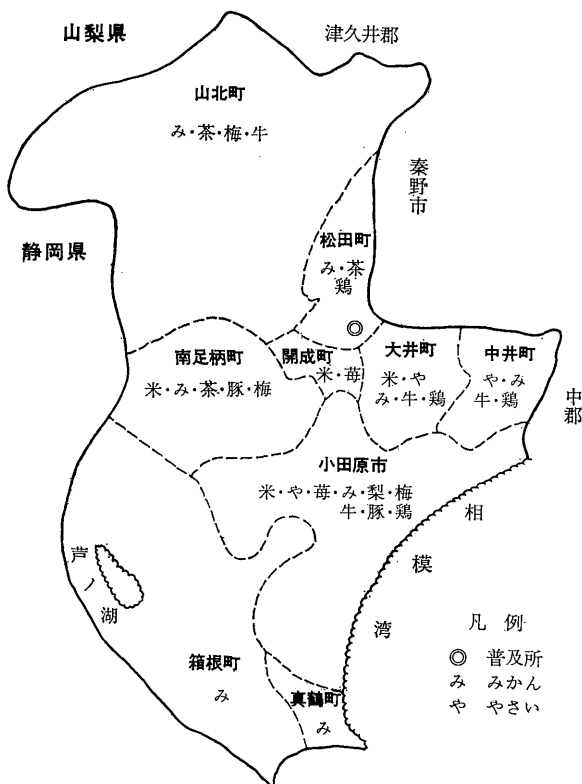 山梨県
津久井郡
山北町
み・茶・梅・牛
秦野市
静岡県
松田町
み・茶
鶏
南足柄町
米・み・茶・豚・梅
開成町
米・苺
大井町
米・や
み・牛・鶏
中井町
や・み
牛・鶏
中郡
小田原市
米・や・苺・み・梨・梅
牛・豚・鶏
相模湾
芦ノ湖
箱根町
み
真鶴町
み
凡例
◎ 普及所
み みかん
や やさい